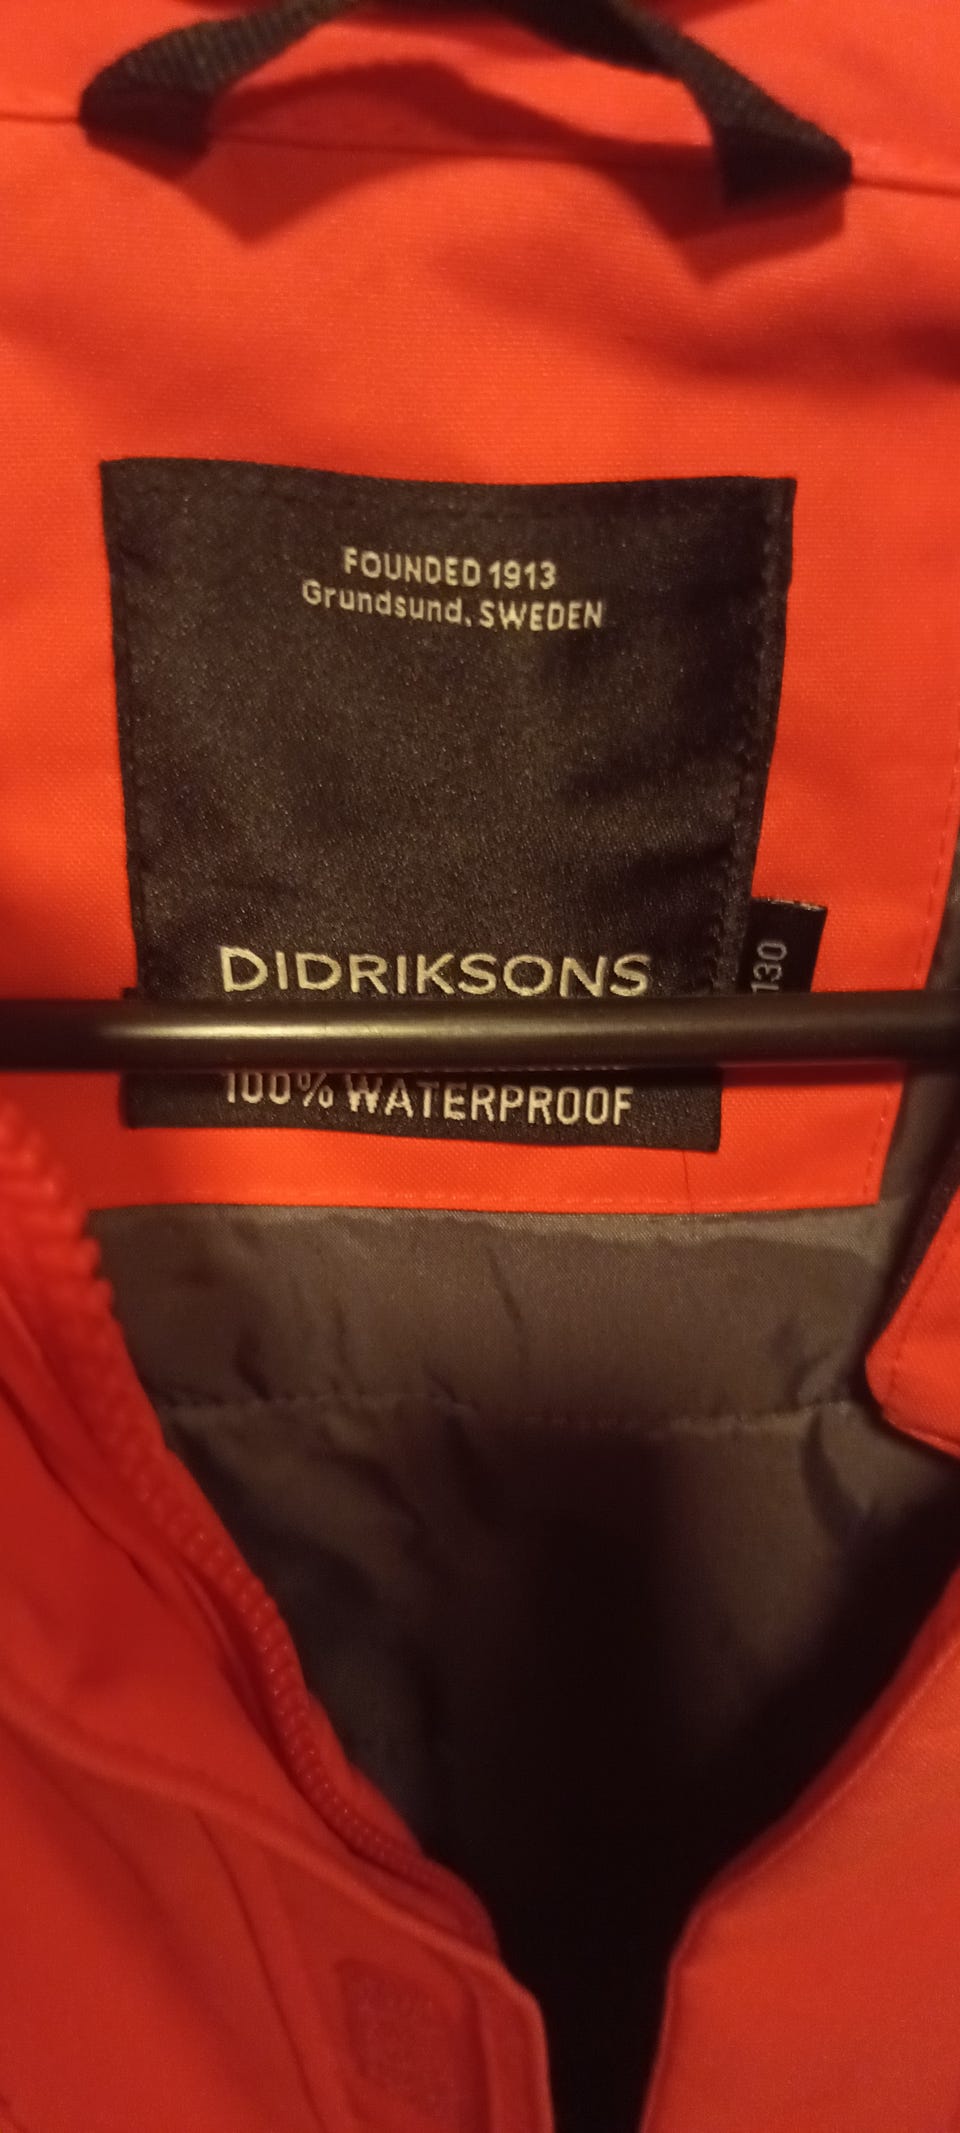 FOUNDED 1913
Grundsund, SWEDEN
DIDRIKSONS
130
100% WATERPROOF